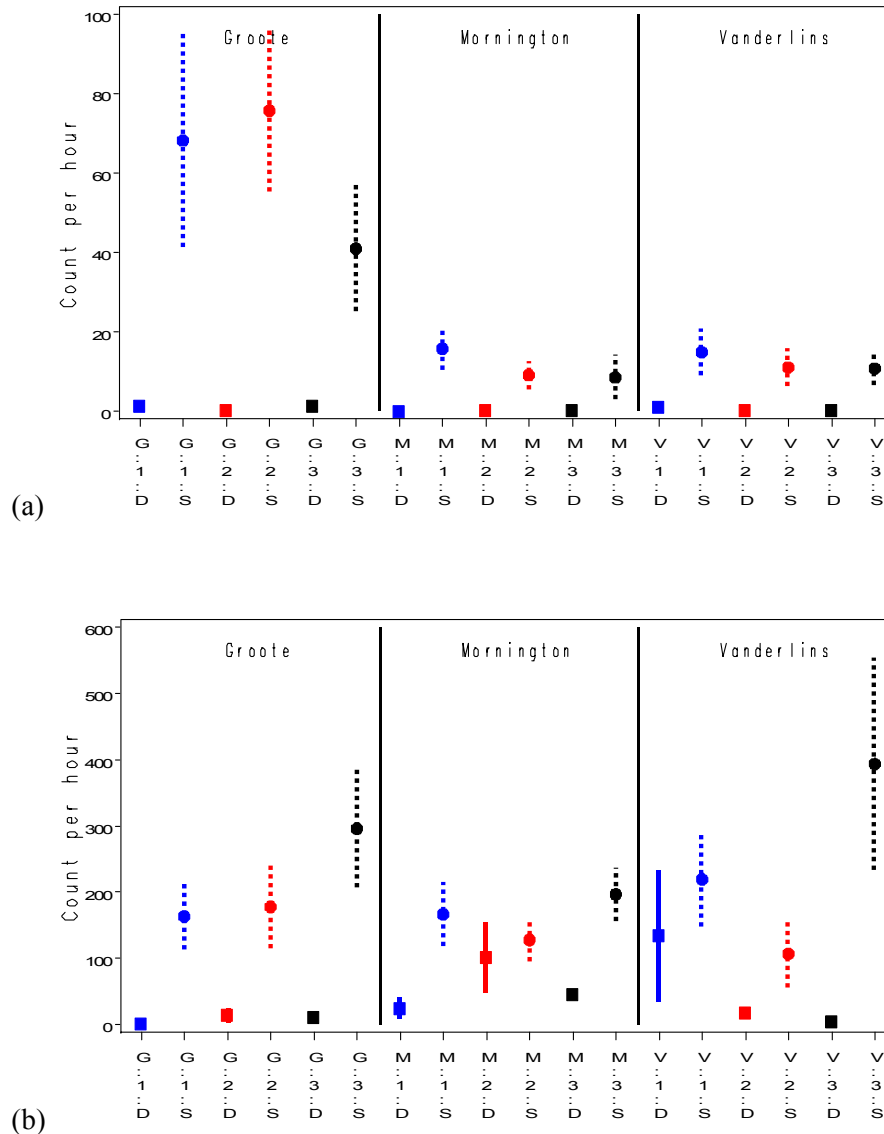 100
80
60
40
20
0
Count per hour
Groote Mornington Vanderlins
G::1::D G::1::S G::2::D G::2::S G::3::D G::3::S M::1::D M::1::S M::2::D M::2::S M::3::D M::3::S V::1::D V::1::S V::2::D V::2::S V::3::D V::3::S
(a)
600
500
400
300
200
100
0
Count per hour
Groote Mornington Vanderlins
G::1::D G::1::S G::2::D G::2::S G::3::D G::3::S M::1::D M::1::S M::2::D M::2::S M::3::D M::3::S V::1::D V::1::S V::2::D V::2::S V::3::D V::3::S
(b)